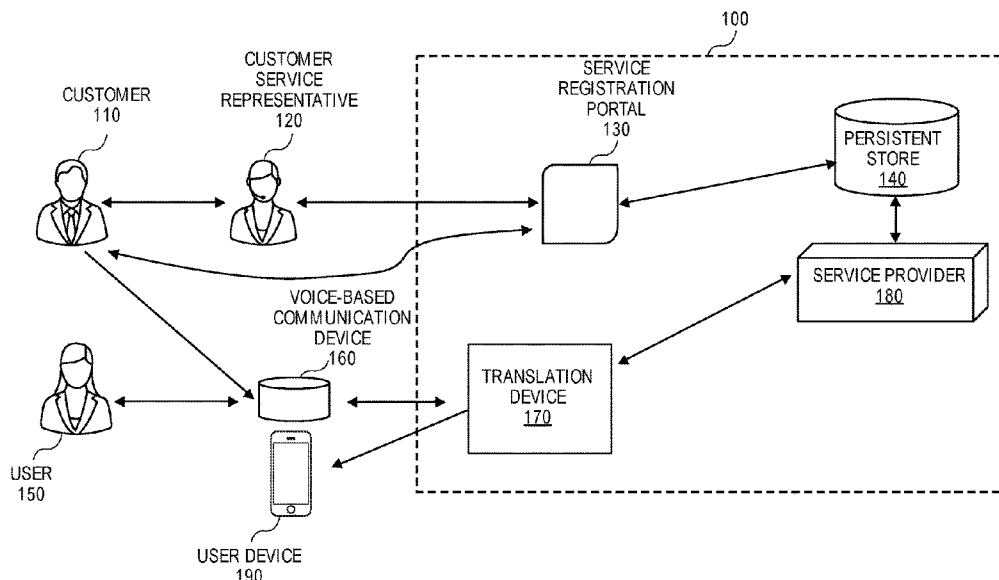 100
CUSTOMER
110
CUSTOMER
SERVICE
REPRESENTATIVE
120
SERVICE
REGISTRATION
PORTAL
130
PERSISTENT
STORE
140
SERVICE PROVIDER
180
VOICE-BASED
COMMUNICATION
DEVICE
160
TRANSLATION
DEVICE
170
USER
150
USER DEVICE
190